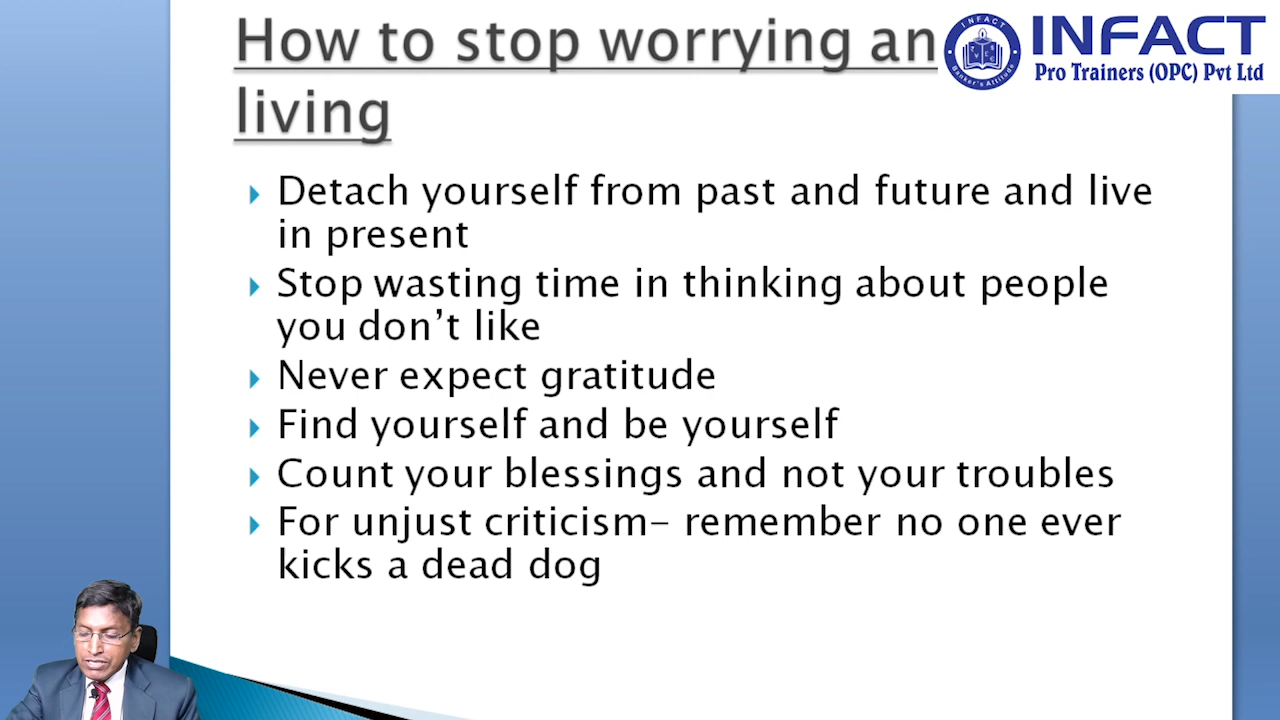 How to stop worrying an
living
INFACT
Pro Trainers (OPC) Pvt Ltd
INFACT
Banker's Attitude
Detach yourself from past and future and live
in present
Stop wasting time in thinking about people
you don't like
Never expect gratitude
Find yourself and be yourself
Count your blessings and not your troubles
For unjust criticism- remember no one ever
kicks a dead dog